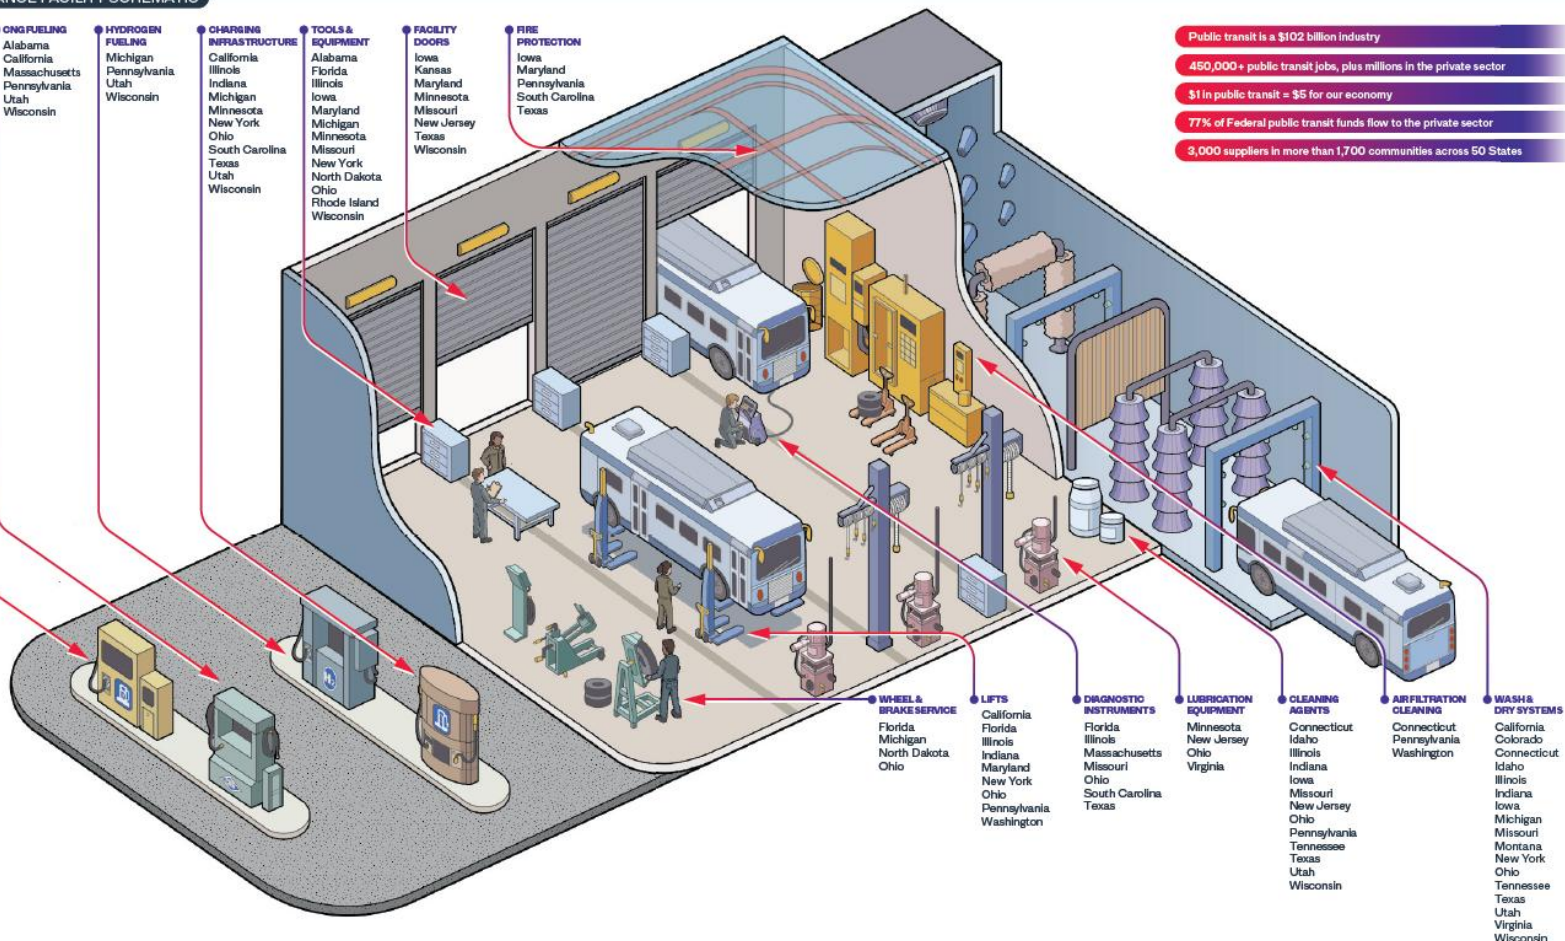 ANCE FACILITY SCHEMATIC
CNG FUELING
Alabama
California
Massachusetts
Pennsylvania
Utah
Wisconsin
HYDROGEN
FUELING
Michigan
Pennsylvania
Utah
Wisconsin
CHARGING
INFRASTRUCTURE
California
Illinois
Indiana
Michigan
Minnesota
New York
Ohio
South Carolina
Texas
Utah
Wisconsin
TOOLS &
EQUIPMENT
Alabama
Florida
Illinois
Iowa
Maryland
Michigan
Minnesota
Missouri
New York
North Dakota
Ohio
Rhode Island
Wisconsin
FACILITY
DOORS
Iowa
Kansas
Maryland
Minnesota
Missouri
New Jersey
Texas
Wisconsin
FIRE
PROTECTION
Iowa
Maryland
Pennsylvania
South Carolina
Texas
Public transit is a $102 billion industry
450,000+ public transit jobs, plus millions in the private sector
$1 in public transit = $5 for our economy
77% of Federal public transit funds flow to the private sector
3,000 suppliers in more than 1,700 communities across 50 States
H2
WHEEL &
BRAKE SERVICE
Florida
Michigan
North Dakota
Ohio
LIFTS
California
Florida
Illinois
Indiana
Maryland
New York
Ohio
Pennsylvania
Washington
DIAGNOSTIC
INSTRUMENTS
Florida
Illinois
Massachusetts
Missouri
Ohio
South Carolina
Texas
LUBRICATION
EQUIPMENT
Minnesota
New Jersey
Ohio
Virginia
CLEANING
AGENTS
Connecticut
Idaho
Illinois
Indiana
Iowa
Missouri
New Jersey
Ohio
Pennsylvania
Tennessee
Texas
Utah
Wisconsin
AIR FILTRATION
CLEANING
Connecticut
Pennsylvania
Washington
WASH &
DRY SYSTEMS
California
Colorado
Connecticut
Idaho
Illinois
Indiana
Iowa
Michigan
Missouri
Montana
New York
Ohio
Tennessee
Texas
Utah
Virginia
Wisconsin